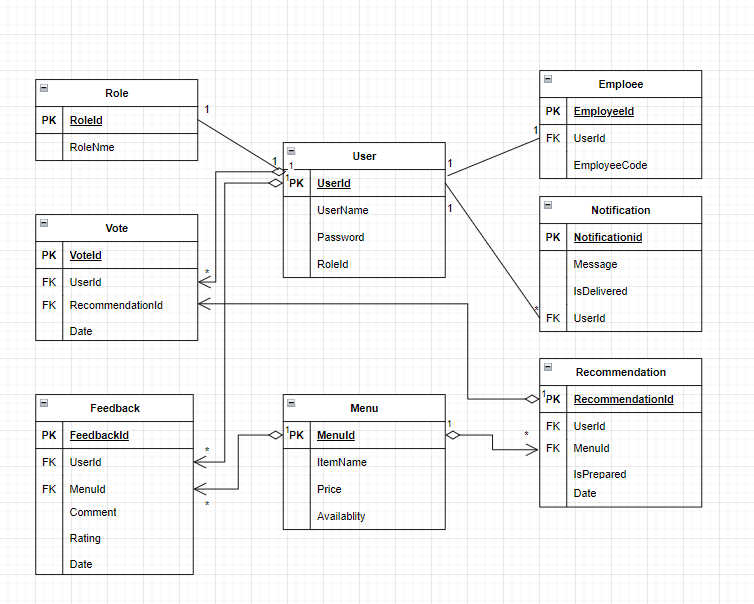 Role
PK RoleId
RoleNme
1
Emploee
PK EmployeeId
1 FK UserId
EmployeeCode
User
1
1
1 PK UserId
UserName
Password
RoleId
1
1
Notification
PK Notificationid
Message
IsDelivered
* FK UserId
Vote
PK VoteId
FK UserId
*
FK RecommendationId
Date
Recommendation
1 PK RecommendationId
FK UserId
FK MenuId
*
IsPrepared
Date
Feedback
PK FeedbackId
FK UserId
*
FK MenuId
*
Comment
Rating
Date
Menu
1 PK MenuId
1
ItemName
Price
Availablity